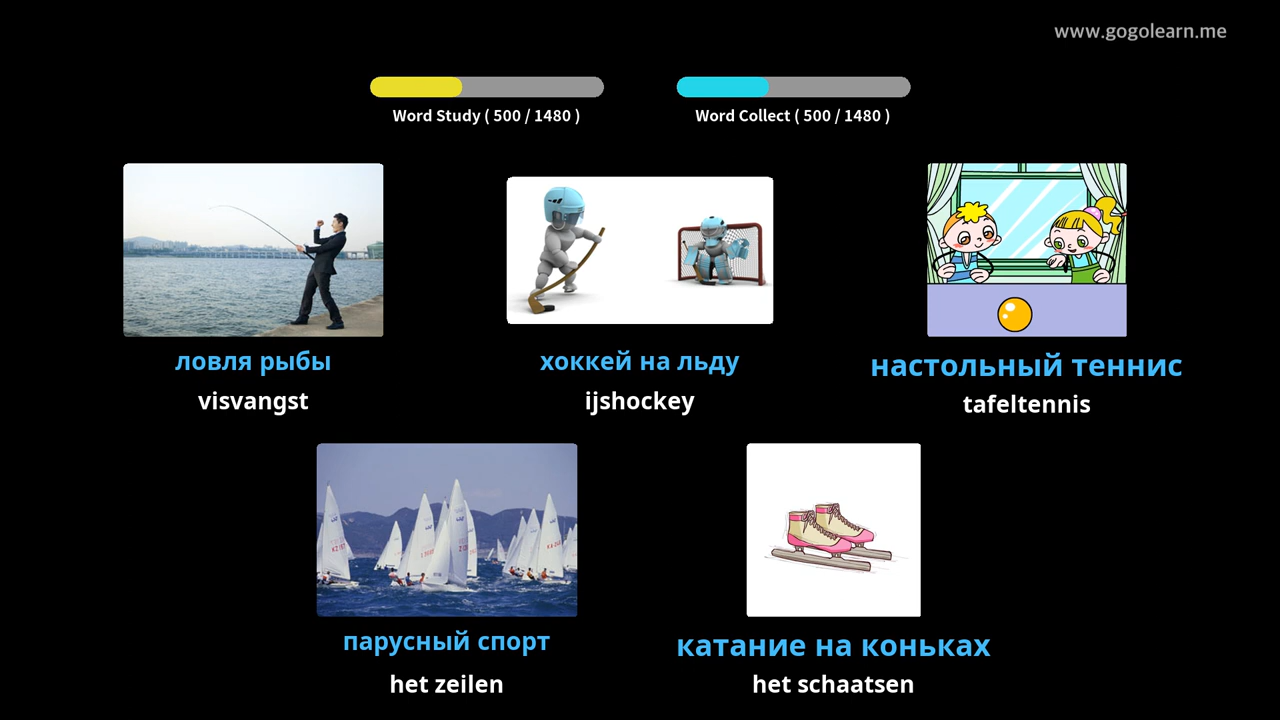 www.gogolearn.me
Word Study ( 500 / 1480 )
Word Collect ( 500 / 1480 )
ловля рыбы
visvangst
хоккей на льду
ijshockey
настольный теннис
tafeltennis
парусный спорт
het zeilen
катание на коньках
het schaatsen